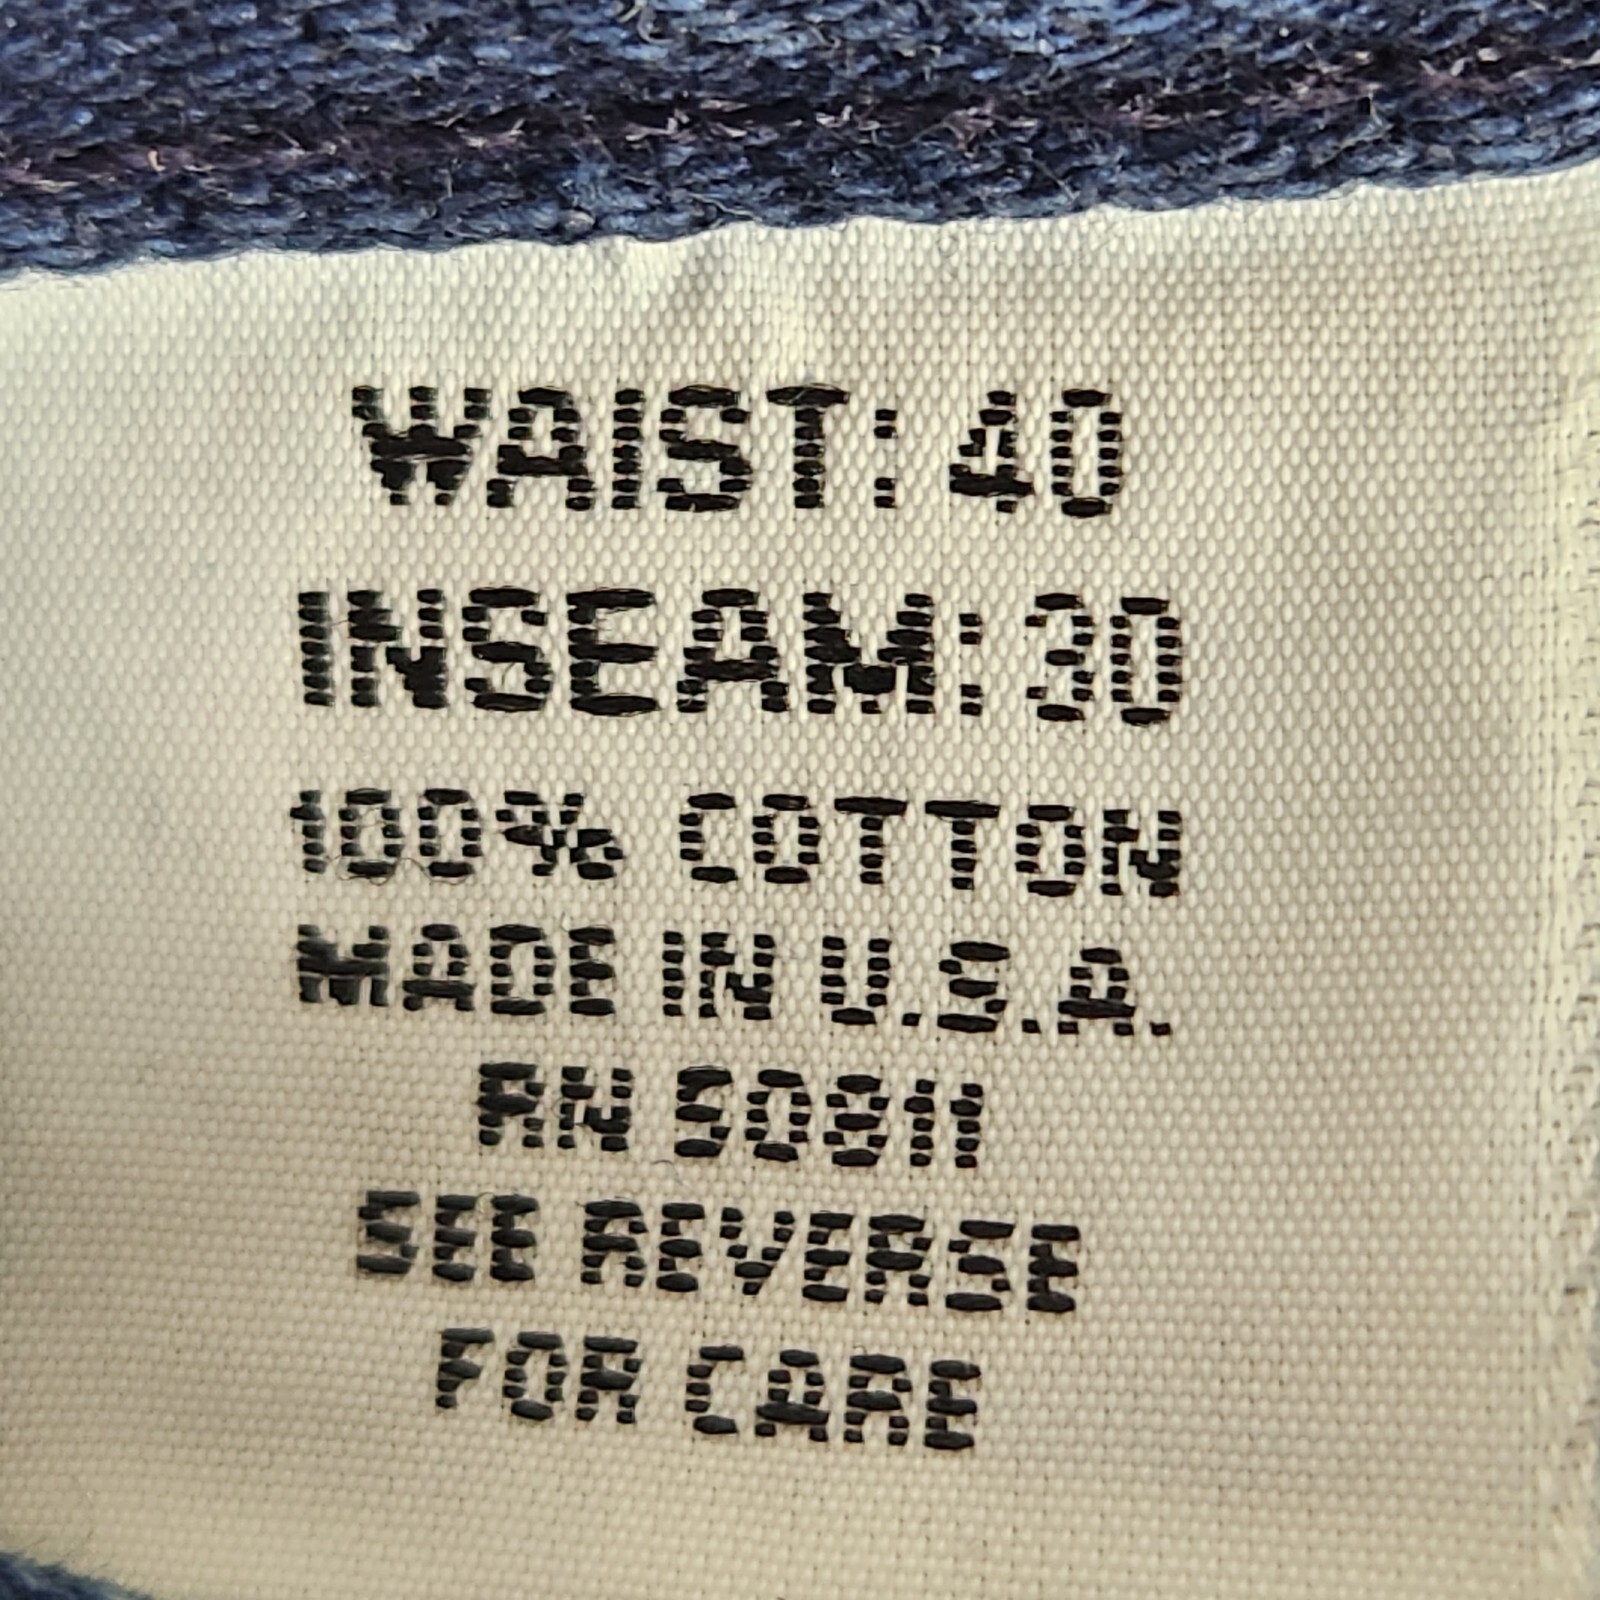 WAIST: 40
INSEAM: 30
100% COTTON
MADE IN U.S.A.
RN 50811
SEE REVERSE
FOR CARE